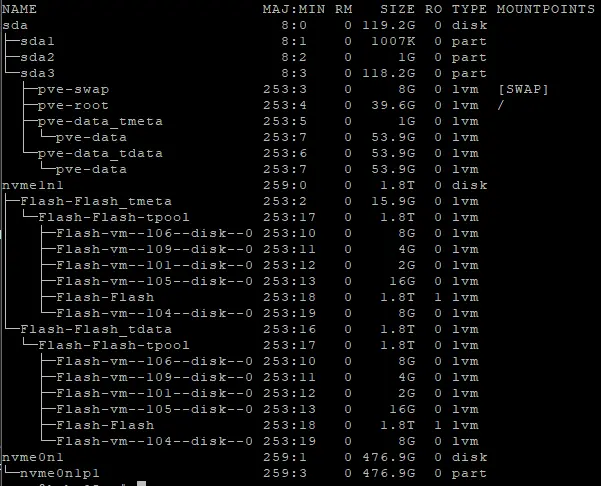 NAME MAJ:MIN RM SIZE RO TYPE MOUNTPOINTS
sda 8:0 0 119.2G 0 disk
├─sda1 8:1 0 1007K 0 part
├─sda2 8:2 0 1G 0 part
└─sda3 8:3 0 118.2G 0 part
├─pve-swap 253:3 0 8G 0 lvm [SWAP]
├─pve-root 253:4 0 39.6G 0 lvm /
├─pve-data_tmeta 253:5 0 1G 0 lvm
│ └─pve-data 253:7 0 53.9G 0 lvm
└─pve-data_tdata 253:6 0 53.9G 0 lvm
└─pve-data 253:7 0 53.9G 0 lvm
nvme1n1 259:0 0 1.8T 0 disk
├─Flash-Flash_tmeta 253:2 0 15.9G 0 lvm
│ └─Flash-Flash-tpool 253:17 0 1.8T 0 lvm
│ ├─Flash-vm--106--disk--0 253:10 0 8G 0 lvm
│ ├─Flash-vm--109--disk--0 253:11 0 4G 0 lvm
│ ├─Flash-vm--101--disk--0 253:12 0 2G 0 lvm
│ ├─Flash-vm--105--disk--0 253:13 0 16G 0 lvm
│ ├─Flash-Flash 253:18 0 1.8T 1 lvm
│ └─Flash-vm--104--disk--0 253:19 0 8G 0 lvm
└─Flash-Flash_tdata 253:16 0 1.8T 0 lvm
└─Flash-Flash-tpool 253:17 0 1.8T 0 lvm
├─Flash-vm--106--disk--0 253:10 0 8G 0 lvm
├─Flash-vm--109--disk--0 253:11 0 4G 0 lvm
├─Flash-vm--101--disk--0 253:12 0 2G 0 lvm
├─Flash-vm--105--disk--0 253:13 0 16G 0 lvm
├─Flash-Flash 253:18 0 1.8T 1 lvm
└─Flash-vm--104--disk--0 253:19 0 8G 0 lvm
nvme0n1 259:1 0 476.9G 0 disk
└─nvme0n1p1 259:3 0 476.9G 0 part